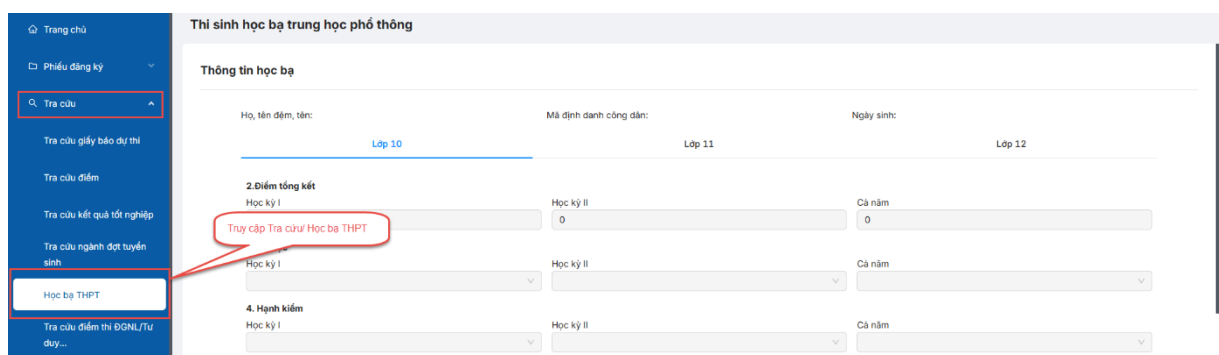 Trang chủ
Phiếu đăng ký
Tra cứu
Tra cứu giấy báo dự thi
Tra cứu điểm
Tra cứu kết quả tốt nghiệp
Tra cứu ngành đợt tuyển
sinh
Học bạ THPT
Tra cứu điểm thi ĐGNL/Tư
duy...
Thi sinh học bạ trung học phổ thông
Thông tin học bạ
Họ, tên đệm, tên:
Mã định danh công dân:
Ngày sinh:
Lớp 10
Lớp 11
Lớp 12
2.Điểm tổng kết
Học kỳ I
Học kỳ II
Cả năm
0
0
Truy cập Tra cứu/ Học bạ THPT
Học kỳ I
Học kỳ II
Cả năm
4. Hạnh kiểm
Học kỳ I
Học kỳ II
Cả năm